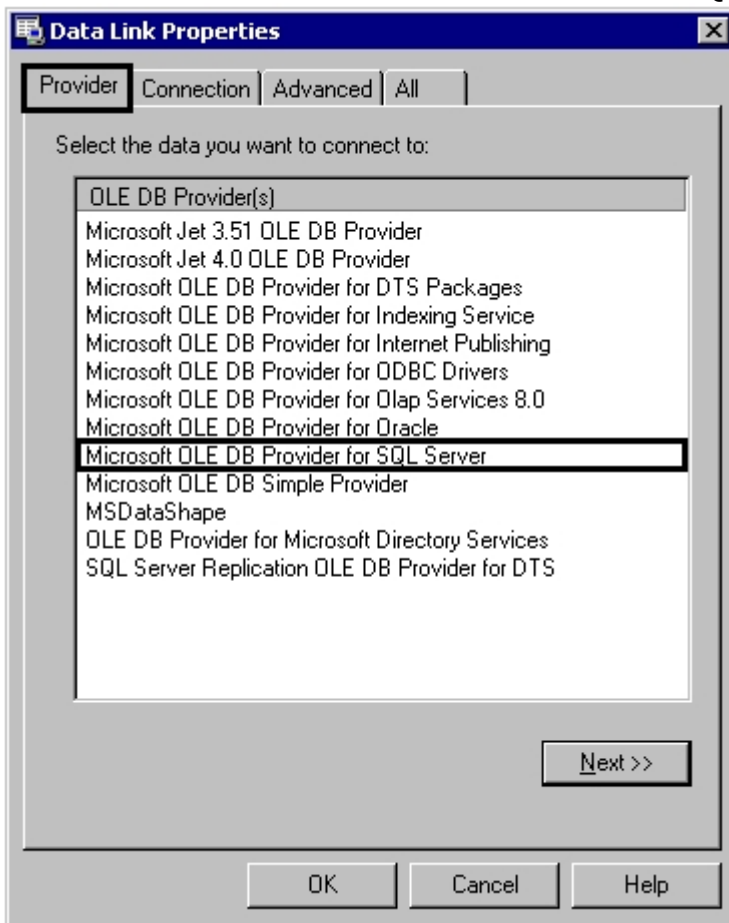 Data Link Properties
Provider Connection Advanced All
Select the data you want to connect to:
OLE DB Provider(s)
Microsoft Jet 3.51 OLE DB Provider
Microsoft Jet 4.0 OLE DB Provider
Microsoft OLE DB Provider for DTS Packages
Microsoft OLE DB Provider for Indexing Service
Microsoft OLE DB Provider for Internet Publishing
Microsoft OLE DB Provider for ODBC Drivers
Microsoft OLE DB Provider for Olap Services 8.0
Microsoft OLE DB Provider for Oracle
Microsoft OLE DB Provider for SQL Server
Microsoft OLE DB Simple Provider
MSDataShape
OLE DB Provider for Microsoft Directory Services
SQL Server Replication OLE DB Provider for DTS
Next >>
OK Cancel Help